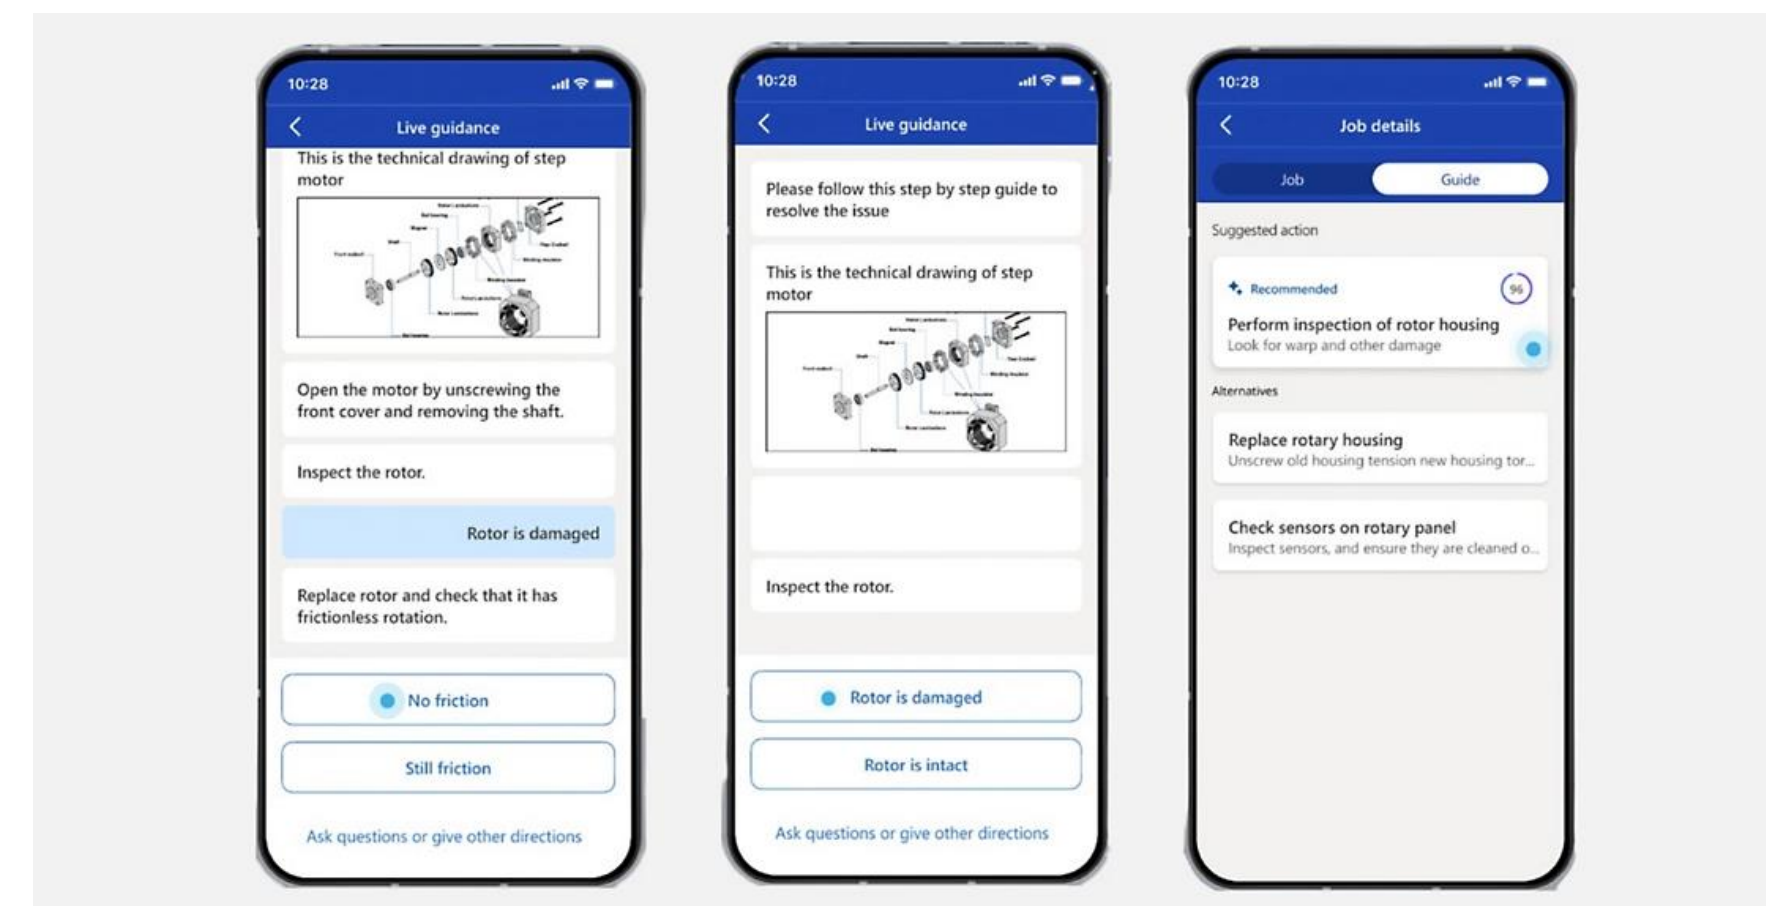 10:28
Live guidance
This is the technical drawing of step
motor
Open the motor by unscrewing the
front cover and removing the shaft.
Inspect the rotor.
Rotor is damaged
Replace rotor and check that it has
frictionless rotation.
No friction
Still friction
Ask questions or give other directions
10:28
Live guidance
Please follow this step by step guide to
resolve the issue
This is the technical drawing of step
motor
Inspect the rotor.
Rotor is damaged
Rotor is intact
Ask questions or give other directions
10:28
Job details
Job
Guide
Suggested action
Recommended
96
Perform inspection of rotor housing
Look for warp and other damage
Alternatives
Replace rotary housing
Unscrew old housing tension new housing tor...
Check sensors on rotary panel
Inspect sensors, and ensure they are cleaned o...